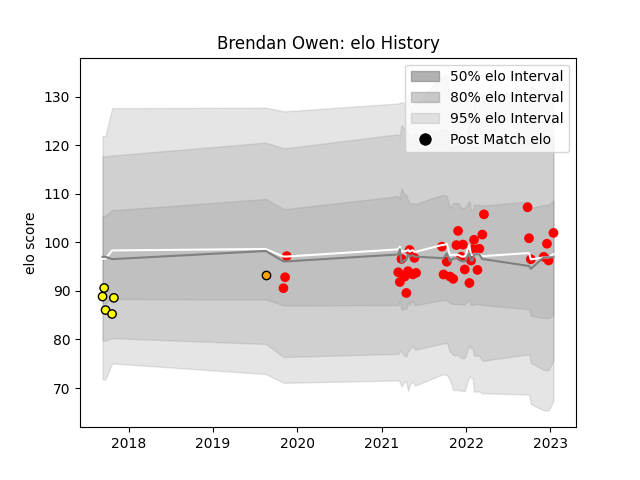 Brendan Owen: elo History
50% elo Interval
80% elo Interval
95% elo Interval
Post Match elo
elo score
130
120
110
100
90
80
70
2018
2019
2020
2021
2022
2023